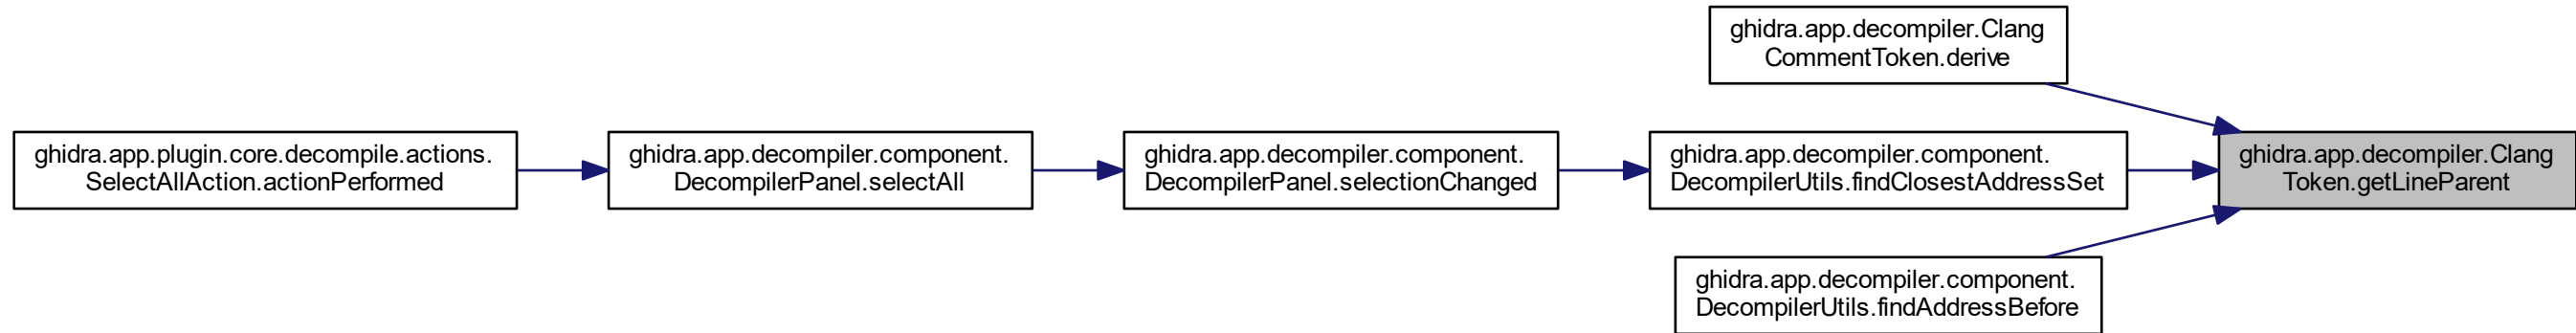 ghidra.app.decompiler.Clang
CommentToken.derive
ghidra.app.plugin.core.decompile.actions.
SelectAllAction.actionPerformed
ghidra.app.decompiler.component.
DecompilerPanel.selectAll
ghidra.app.decompiler.component.
DecompilerPanel.selectionChanged
ghidra.app.decompiler.component.
DecompilerUtils.findClosestAddressSet
ghidra.app.decompiler.Clang
Token.getLineParent
ghidra.app.decompiler.component.
DecompilerUtils.findAddressBefore